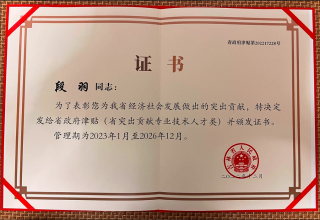 证 书
段 羽 同志：
为了表彰您为我省经济社会发展做出的突出贡献，特决定
发给省政府津贴（省突出贡献专业技术人才类）并颁发证书。
管理期为2023年1月至2026年12月。